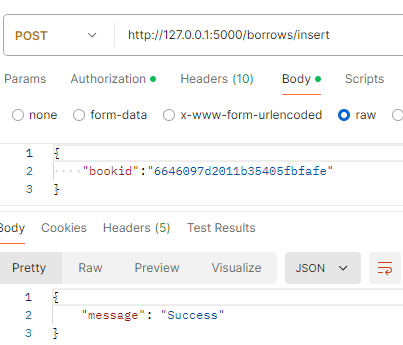 POST http://127.0.0.1:5000/borrows/insert
Params Authorization Headers (10) Body Scripts
none form-data x-www-form-urlencoded raw
1 {
2 "bookid":"6646097d2011b35405fbfafe"
3 }
Body Cookies Headers (5) Test Results
Pretty Raw Preview Visualize JSON
1 {
2 "message": "Success"
3 }